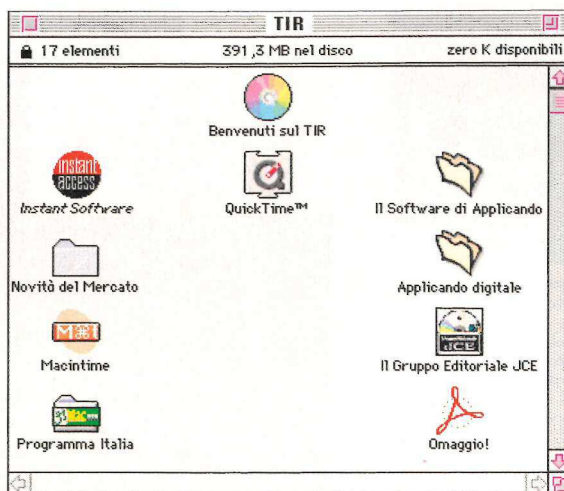 TIR
17 elementi 391,3 MB nel disco zero K disponibili
Benvenuti sul TIR
instant
access
Instant Software
QuickTime™
Il Software di Applicando
Novità del Mercato
Applicando digitale
M⌘I
Macintime
JCE
Il Gruppo Editoriale JCE
Programma Italia
Omaggio!